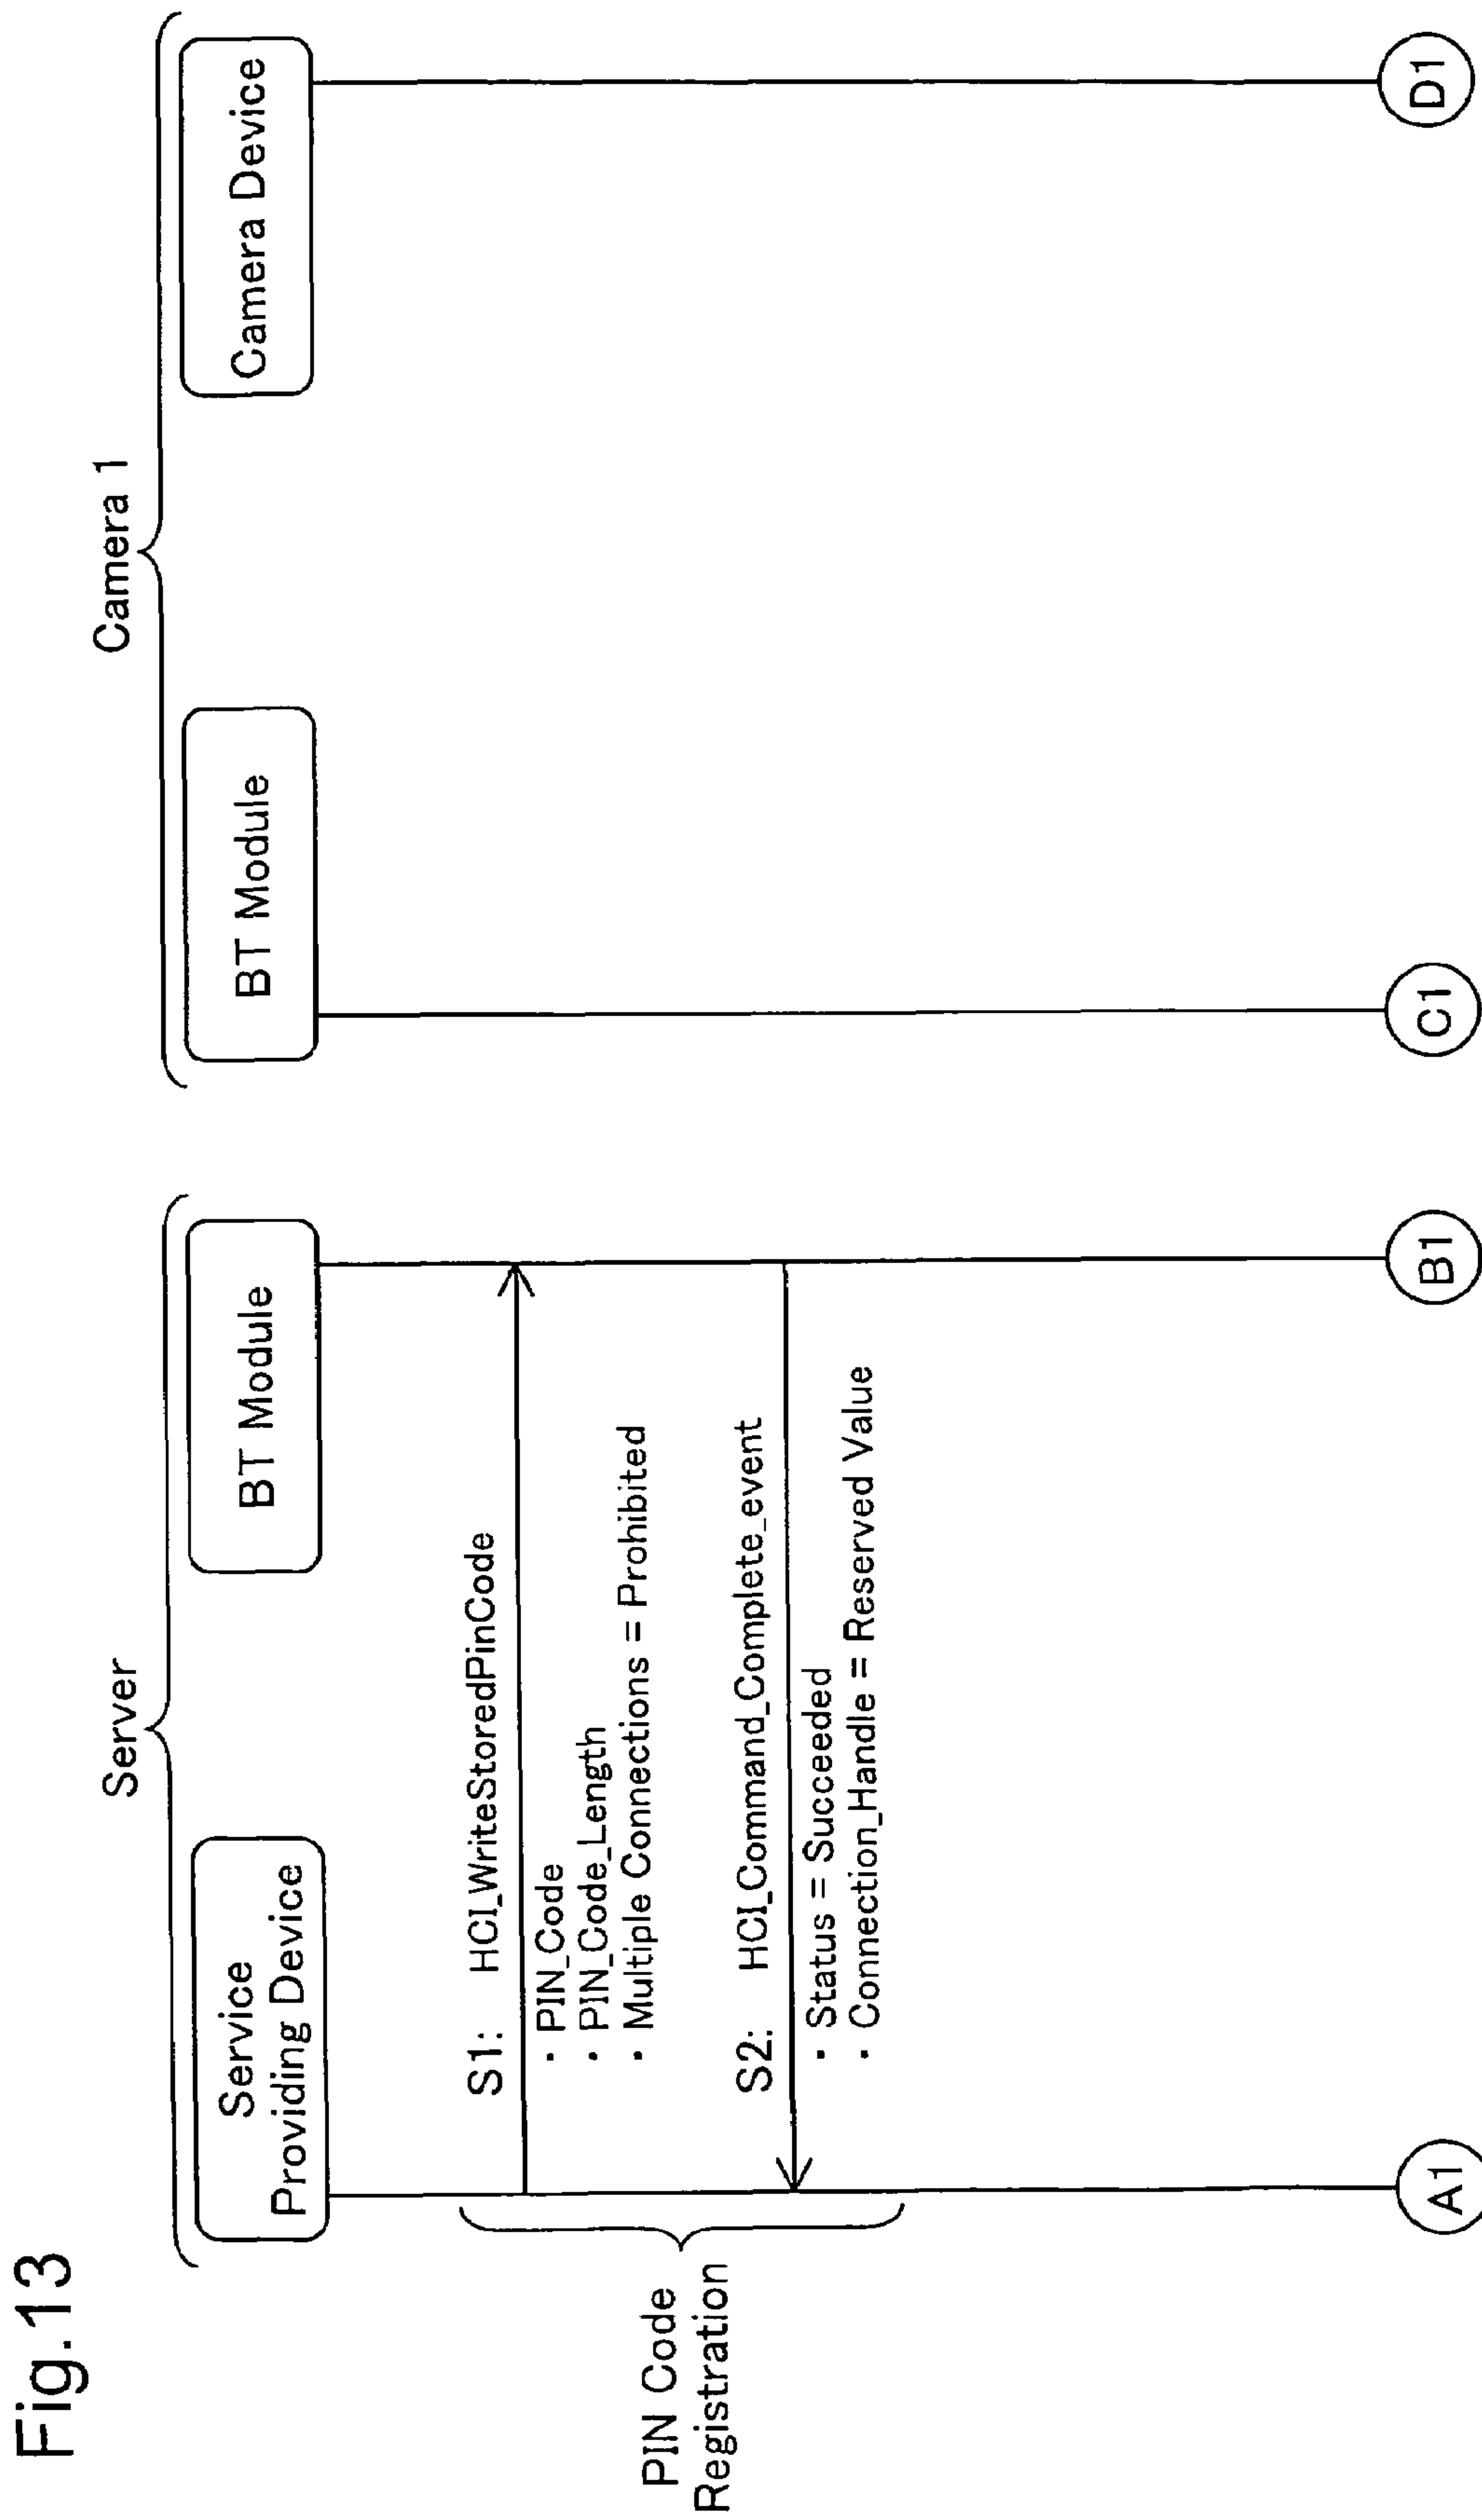 Fig.13
Server
Camera 1
Service
Providing Device
BT Module
BT Module
Camera Device
PIN Code
Registration
S1: HCI_WriteStoredPinCode
・PIN_Code
・PIN_Code_Length
・Multiple Connections = Prohibited
S2: HCI_Command_Complete_event
・Status = Succeeded
・Connection_Handle = Reserved Value
A1
B1
C1
D1